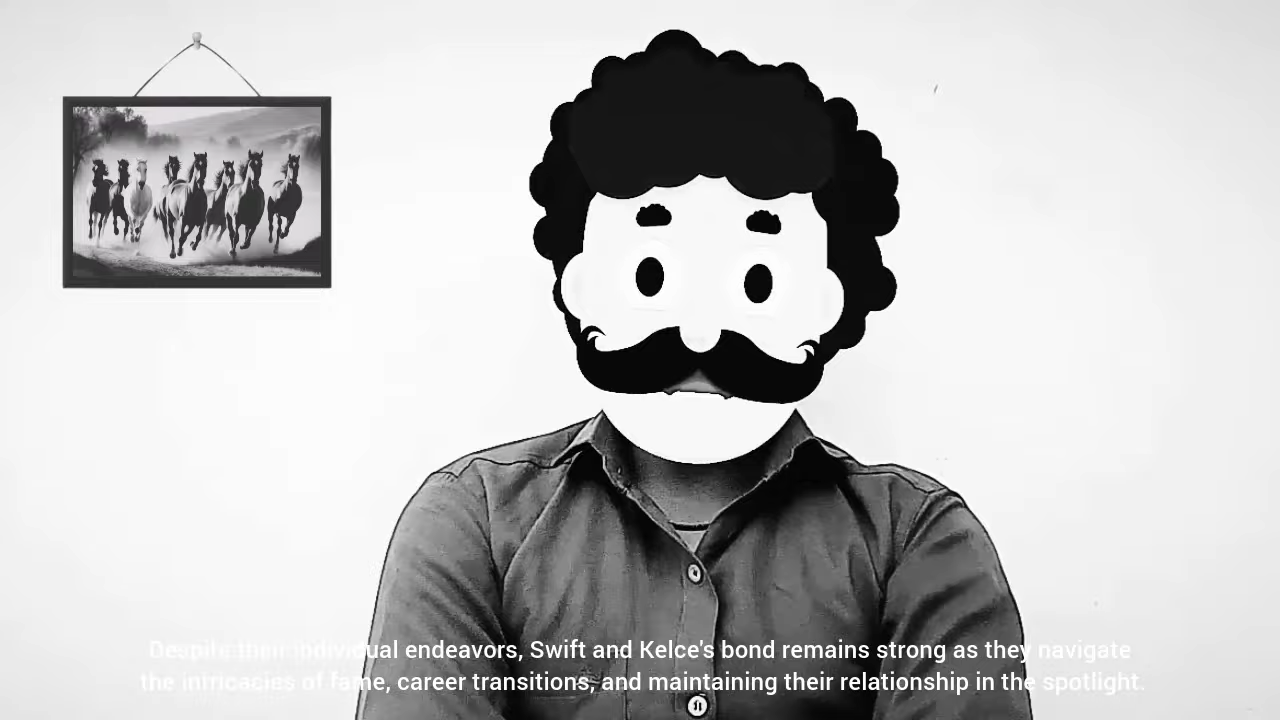 Despite their individual endeavors, Swift and Kelce's bond remains strong as they navigate
the intricacies of fame, career transitions, and maintaining their relationship in the spotlight.